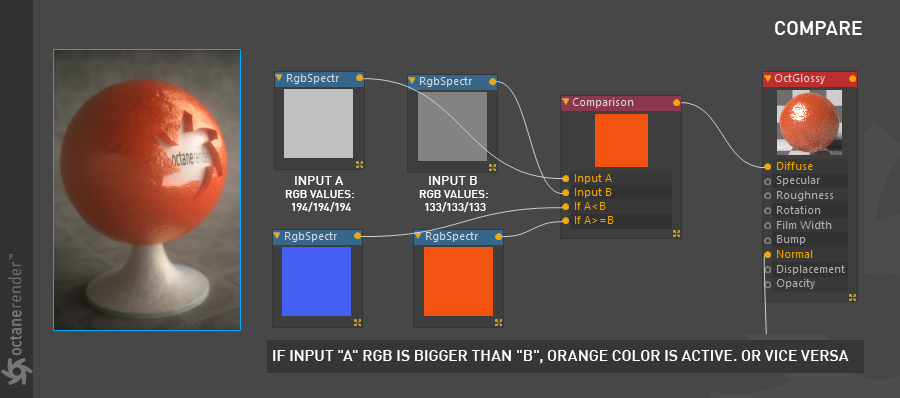 COMPARE
RgbSpectr
RgbSpectr
Comparison
OctGlossy
octanerender
INPUT A
RGB VALUES:
194/194/194
INPUT B
RGB VALUES:
133/133/133
Input A
Input B
If A<B
If A>=B
Diffuse
Specular
Roughness
Rotation
Film Width
Bump
Normal
Displacement
Opacity
RgbSpectr
RgbSpectr
IF INPUT "A" RGB IS BIGGER THAN "B", ORANGE COLOR IS ACTIVE. OR VICE VERSA
octanerender™